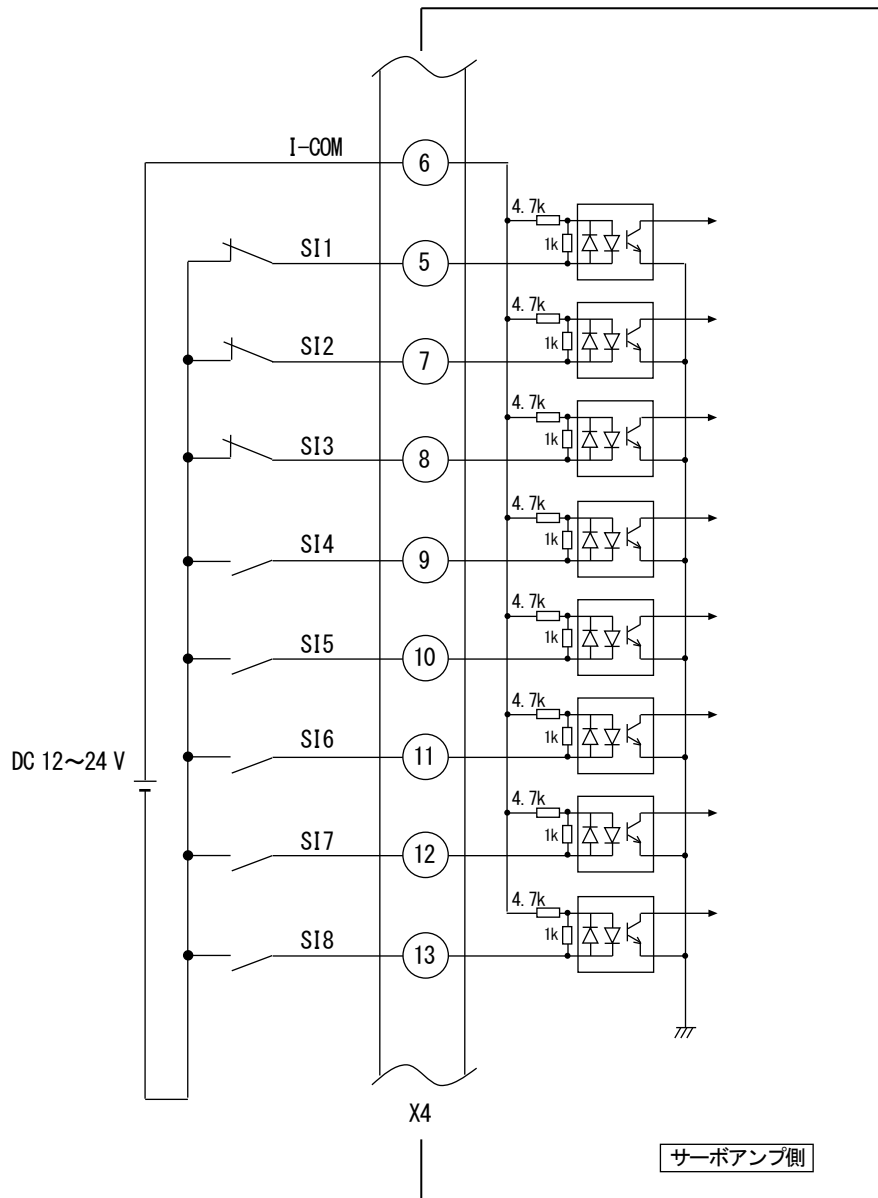 I-COM
6
4.7k
1k
SI1
5
4.7k
1k
SI2
7
4.7k
1k
SI3
8
4.7k
1k
SI4
9
4.7k
1k
SI5
10
4.7k
1k
SI6
11
DC 12～24 V
4.7k
1k
SI7
12
4.7k
1k
SI8
13
X4
サーボアンプ側